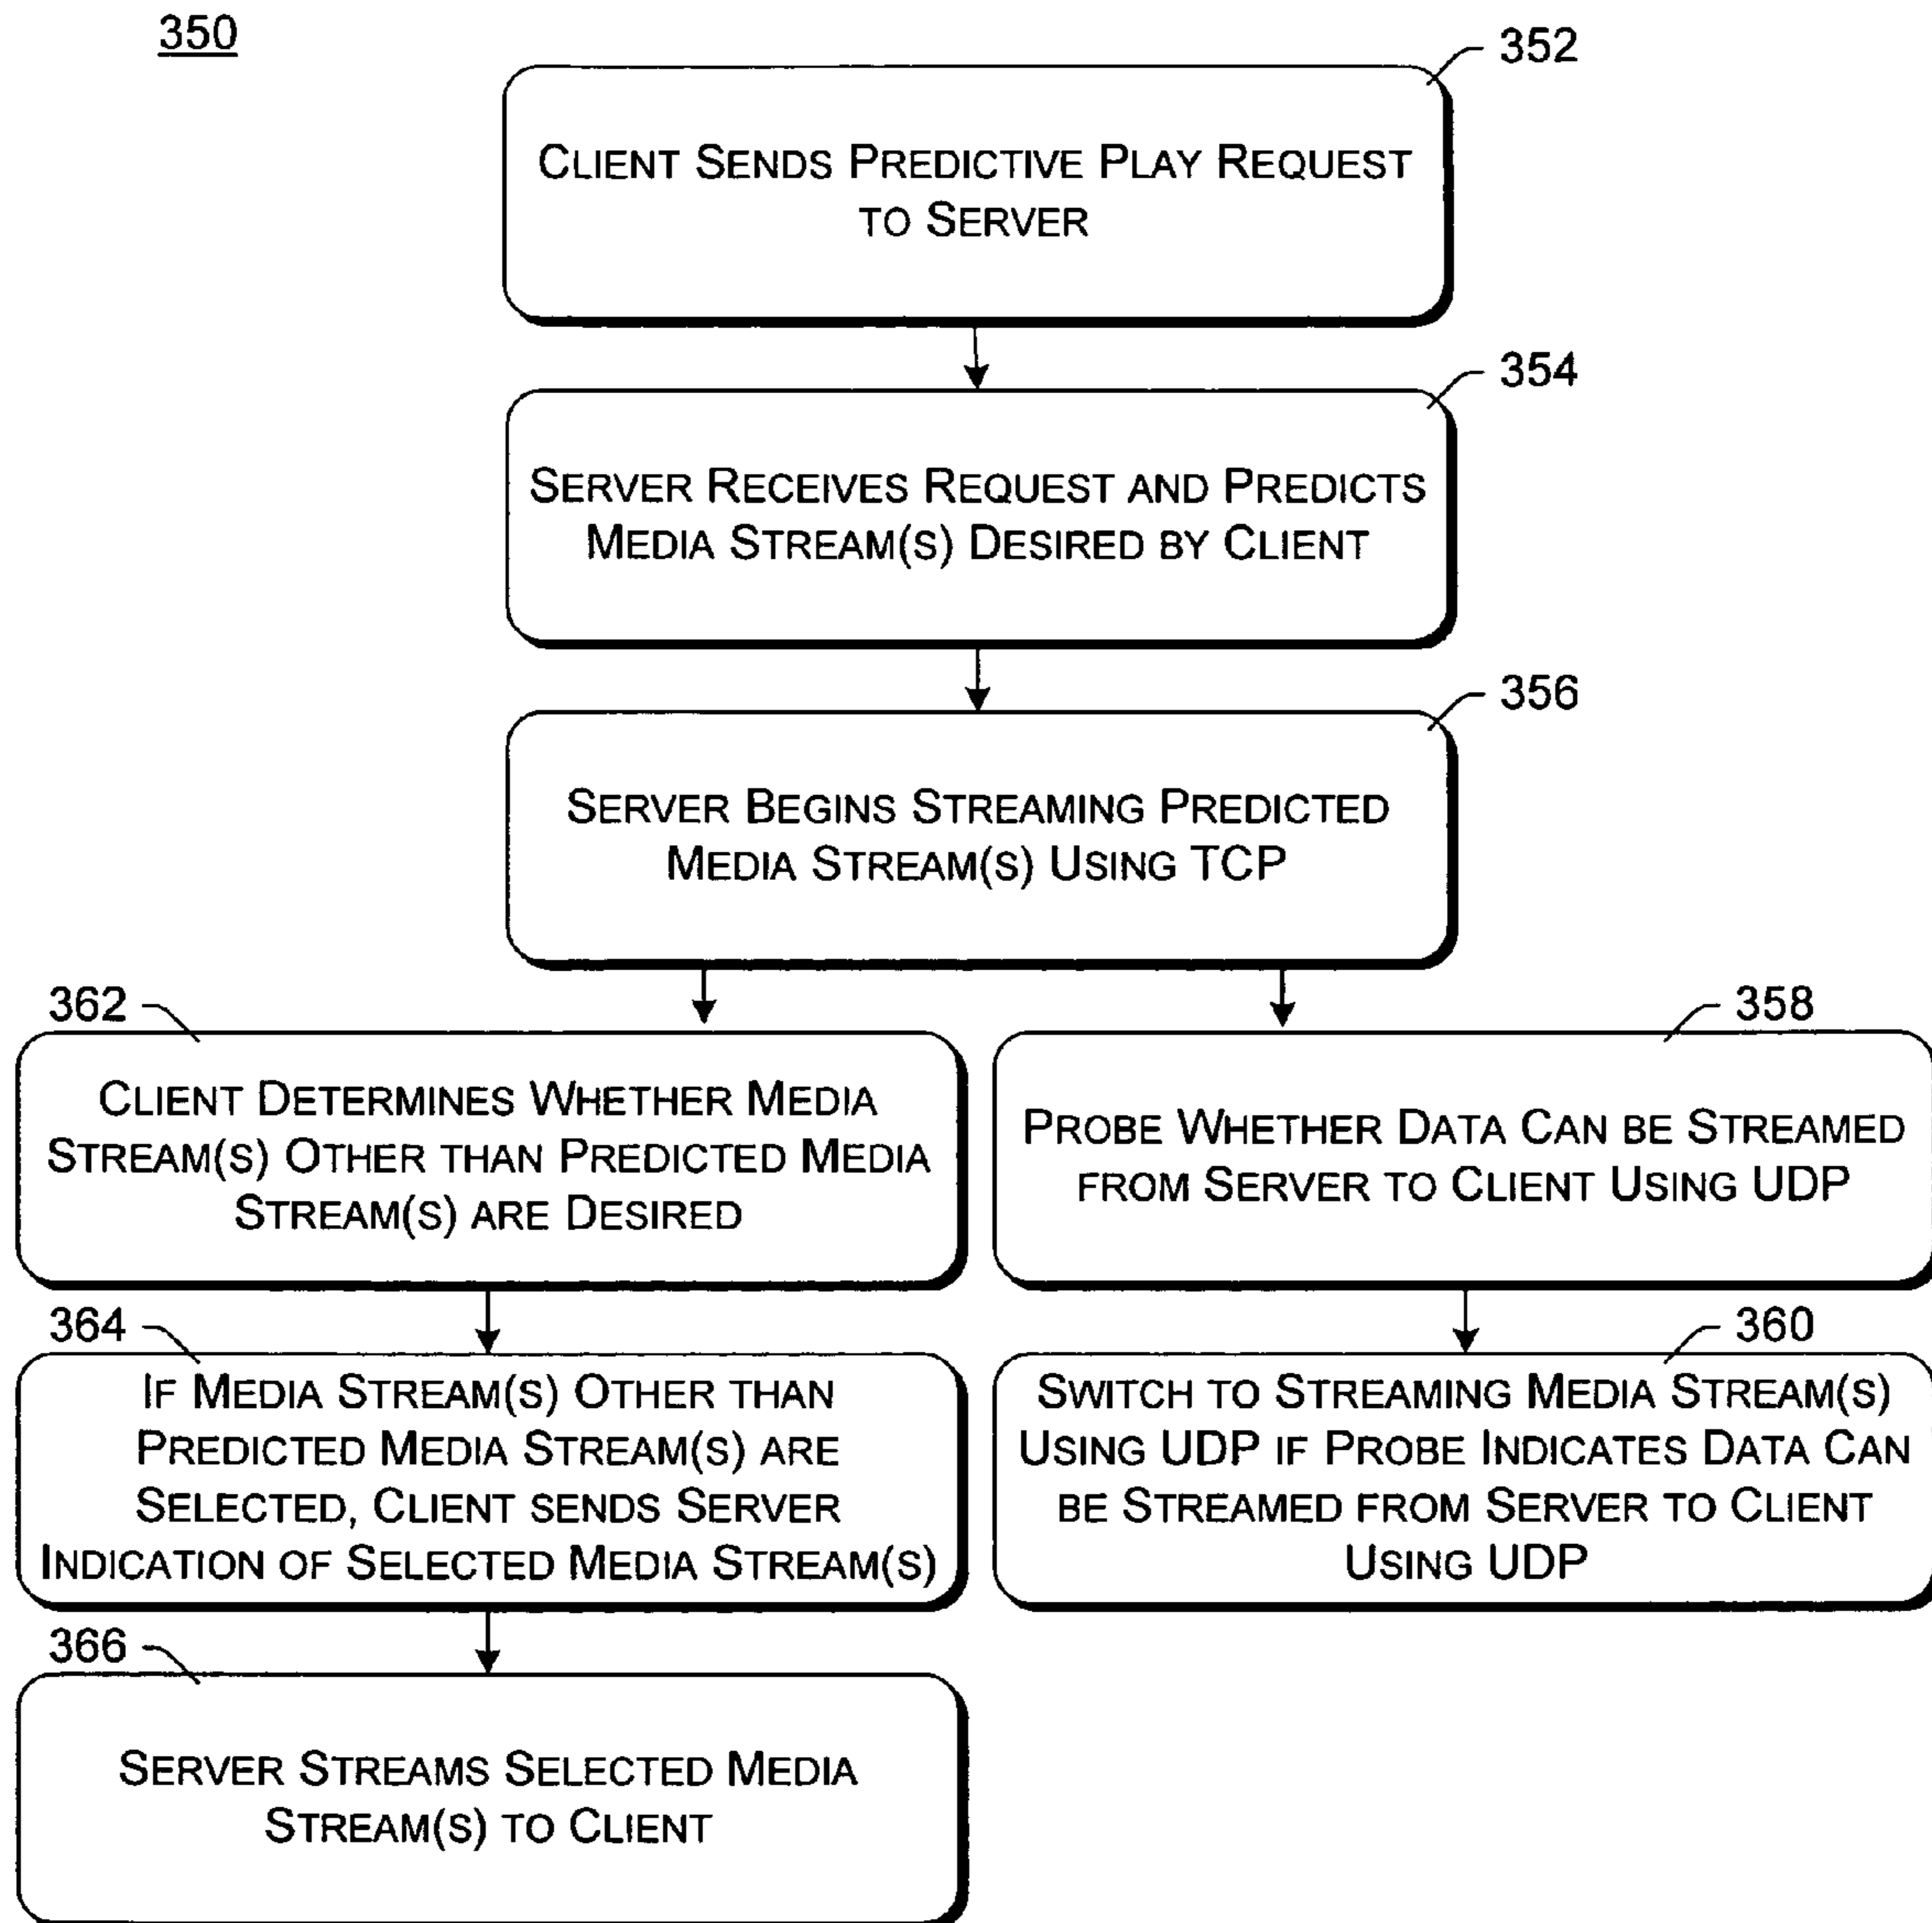 350
352
CLIENT SENDS PREDICTIVE PLAY REQUEST
TO SERVER
354
SERVER RECEIVES REQUEST AND PREDICTS
MEDIA STREAM(S) DESIRED BY CLIENT
356
SERVER BEGINS STREAMING PREDICTED
MEDIA STREAM(S) USING TCP
362
CLIENT DETERMINES WHETHER MEDIA
STREAM(S) OTHER THAN PREDICTED MEDIA
STREAM(S) ARE DESIRED
358
PROBE WHETHER DATA CAN BE STREAMED
FROM SERVER TO CLIENT USING UDP
364
IF MEDIA STREAM(S) OTHER THAN
PREDICTED MEDIA STREAM(S) ARE
SELECTED, CLIENT SENDS SERVER
INDICATION OF SELECTED MEDIA STREAM(S)
360
SWITCH TO STREAMING MEDIA STREAM(S)
USING UDP IF PROBE INDICATES DATA CAN
BE STREAMED FROM SERVER TO CLIENT
USING UDP
366
SERVER STREAMS SELECTED MEDIA
STREAM(S) TO CLIENT